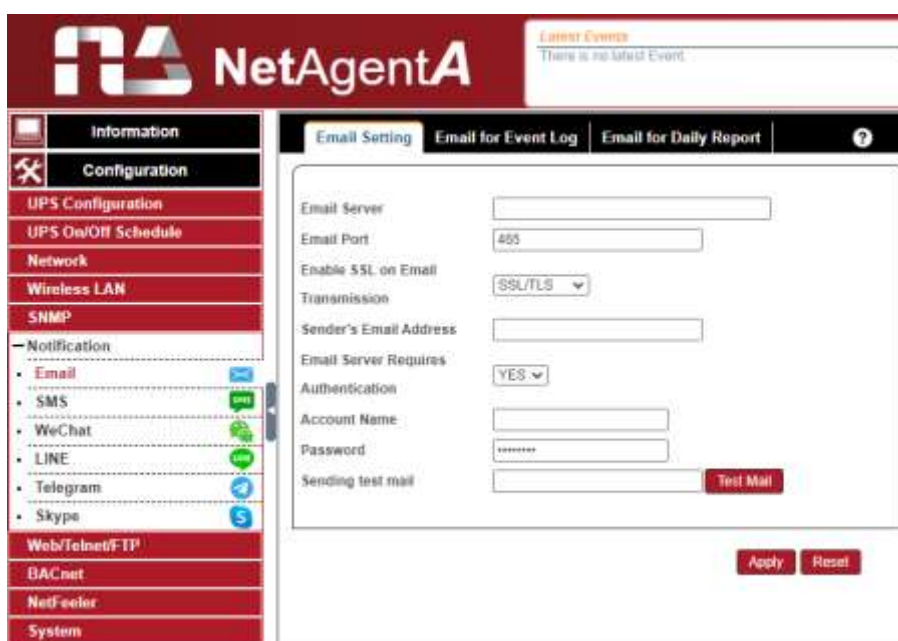 NetAgentA
Latest Events
There is no latest Event.
Information
Configuration
UPS Configuration
UPS On/Off Schedule
Network
Wireless LAN
SNMP
Notification
Email
SMS
WeChat
LINE
Telegram
Skype
Web/Telnet/FTP
BACnet
NetFeeler
System
Email Setting Email for Event Log Email for Daily Report ?
Email Server
Email Port 465
Enable SSL on Email
Transmission SSL/TLS
Sender's Email Address
Email Server Requires
Authentication YES
Account Name
Password ••••••••
Sending test mail Test Mail
Apply Reset